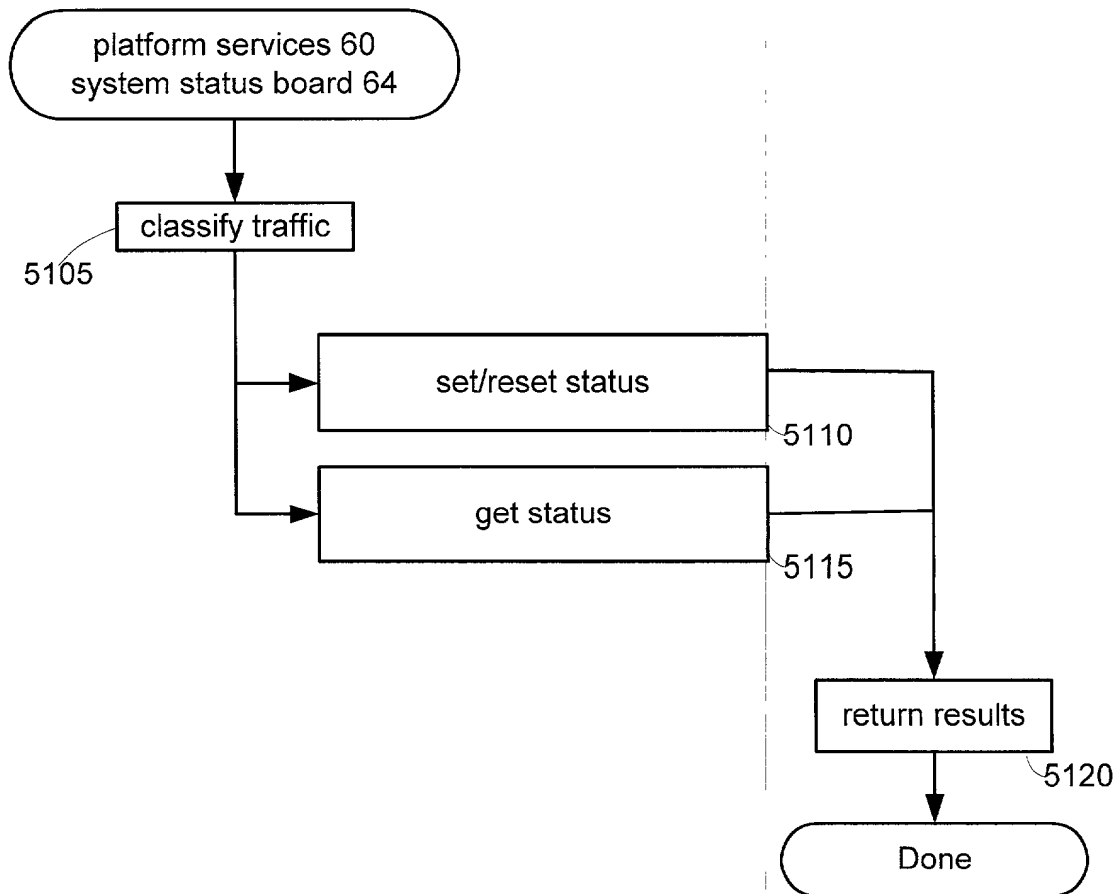 platform services 60
system status board 64
classify traffic
5105
set/reset status
5110
get status
5115
return results
5120
Done